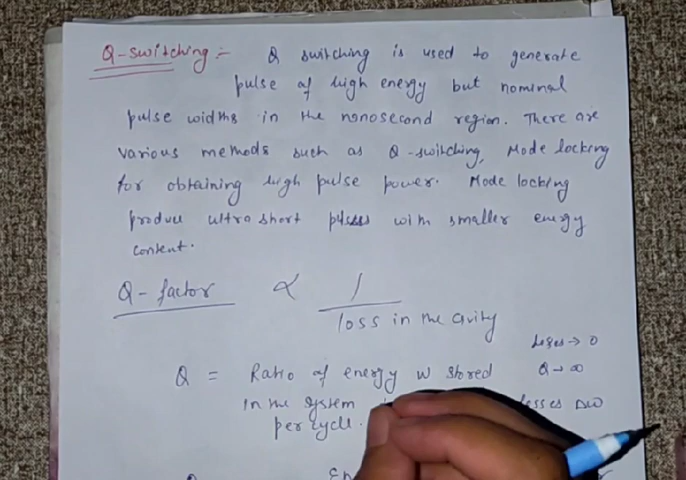 Q-switching :- Q switching is used to generate
pulse of high energy but nominal
pulse widths in the nonosecond region. There are
various methods such as Q-switching, Mode locking
for obtaining high pulse power. Mode locking
produce ultra short with smaller energy
content.
Q-factor ∝ 1
loss in the cavity
losses → 0
Q = Ratio of energy w stored
Q → ∞
in the system losses Δω
per cycle.